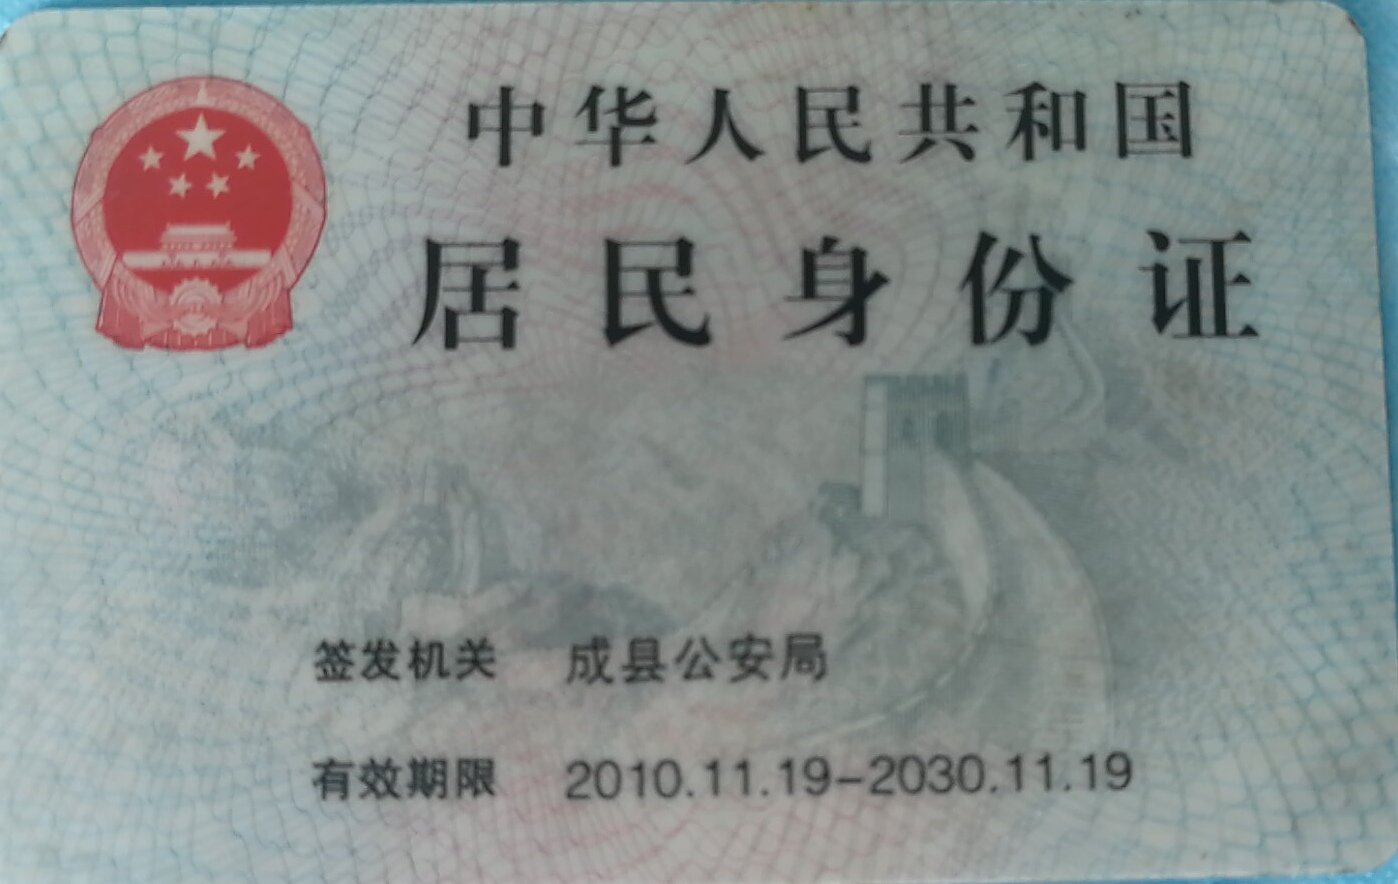 中华人民共和国
居民身份证
签发机关 成县公安局
有效期限 2010.11.19-2030.11.19